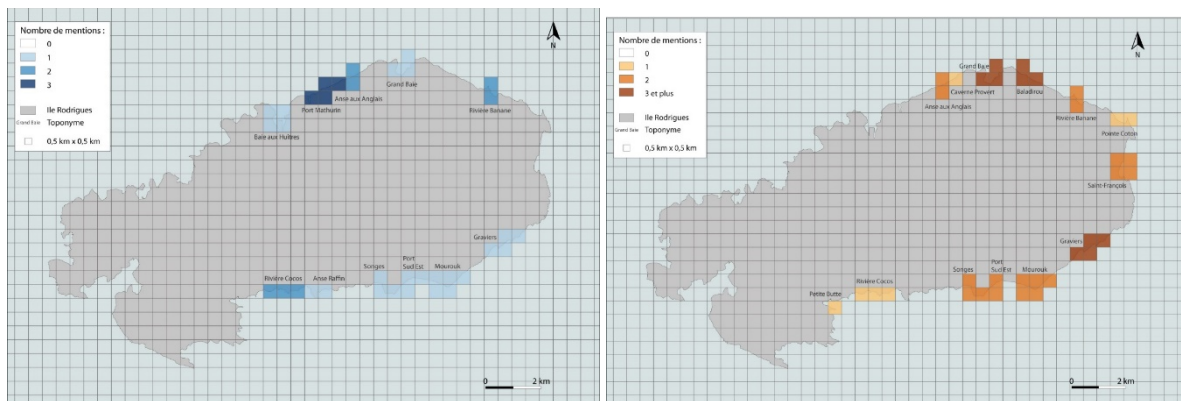 Nombre de mentions :
0
1
2
3
Ile Rodrigues
Grand Baie Toponyme
0,5 km x 0,5 km
N
Grand Baie
Anse aux Anglais
Port Mathurin
Rivière Banane
Baie aux Huîtres
Graviers
Rivière Cocos
Anse Raffin
Songes
Port
Sud Est
Mourouk
0 2 km
Nombre de mentions :
0
1
2
3 et plus
Ile Rodrigues
Grand Baie Toponyme
0,5 km x 0,5 km
N
Grand Baie
Caverne Provert
Baladirou
Anse aux Anglais
Rivière Banane
Pointe Coton
Saint-François
Graviers
Songes
Port
Sud Est
Mourouk
Petite Butte
Rivière Cocos
0 2 km